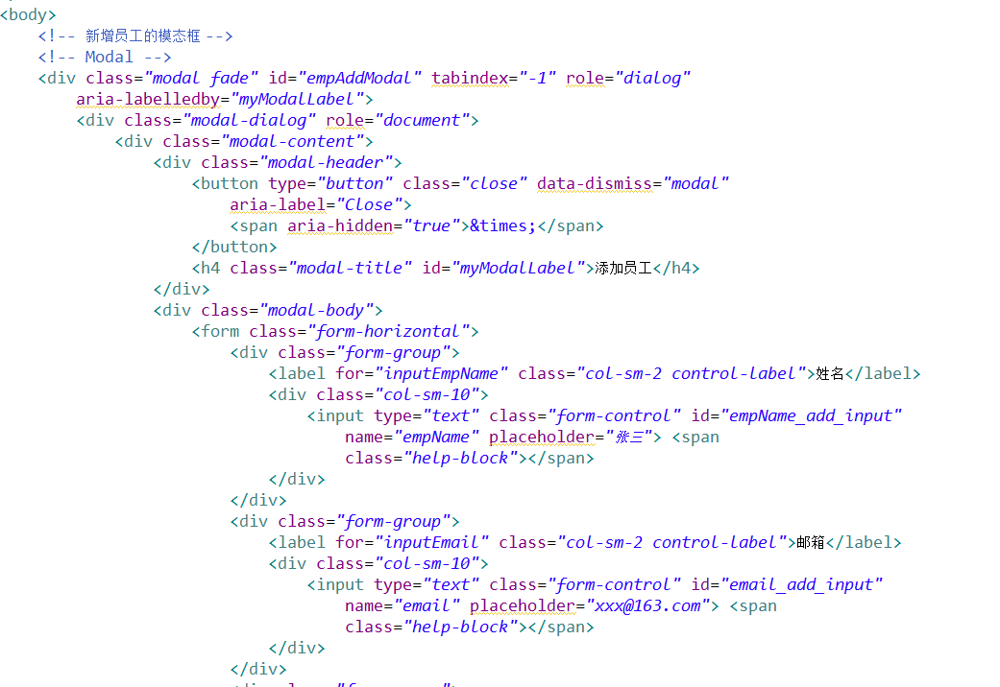 <body>
<!-- 新增员工的模态框 -->
<!-- Modal -->
<div class="modal fade" id="empAddModal" tabindex="-1" role="dialog"
aria-labelledby="myModalLabel">
<div class="modal-dialog" role="document">
<div class="modal-content">
<div class="modal-header">
<button type="button" class="close" data-dismiss="modal"
aria-label="Close">
<span aria-hidden="true">&times;</span>
</button>
<h4 class="modal-title" id="myModalLabel">添加员工</h4>
</div>
<div class="modal-body">
<form class="form-horizontal">
<div class="form-group">
<label for="inputEmpName" class="col-sm-2 control-label">姓名</label>
<div class="col-sm-10">
<input type="text" class="form-control" id="empName_add_input"
name="empName" placeholder="张三"> <span
class="help-block"></span>
</div>
</div>
<div class="form-group">
<label for="inputEmail" class="col-sm-2 control-label">邮箱</label>
<div class="col-sm-10">
<input type="text" class="form-control" id="email_add_input"
name="email" placeholder="xxx@163.com"> <span
class="help-block"></span>
</div>
</div>